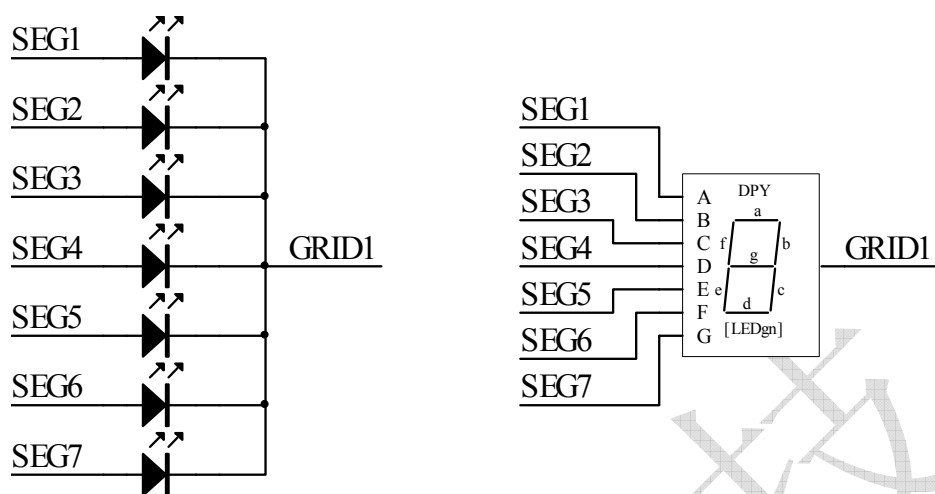 SEG1
SEG2
SEG3
SEG4
SEG5
SEG6
SEG7
GRID1
SEG1
SEG2
SEG3
SEG4
SEG5
SEG6
SEG7
A
B
C
D
E
F
G
DPY
a
f
b
g
e
c
d
[LEDgn]
GRID1